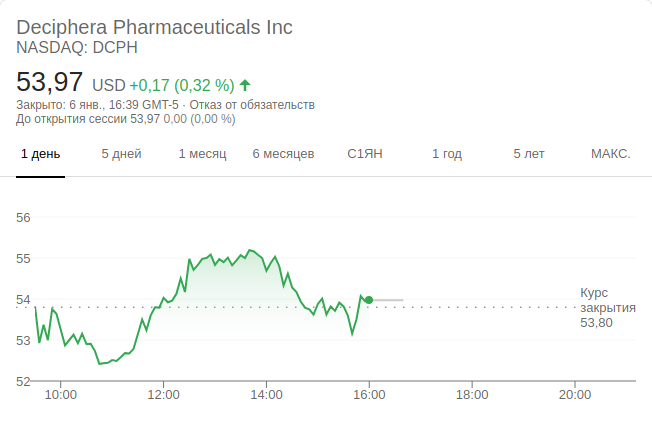 Deciphera Pharmaceuticals Inc
NASDAQ: DCPH
53,97 USD +0,17 (0,32 %)
Закрыто: 6 янв., 16:39 GMT-5 · Отказ от обязательств
До открытия сессии 53,97 0,00 (0,00 %)
1 день 5 дней 1 месяц 6 месяцев С1ЯН 1 год 5 лет МАКС.
56
55
54
Курс
закрытия
53,80
53
52
10:00 12:00 14:00 16:00 18:00 20:00